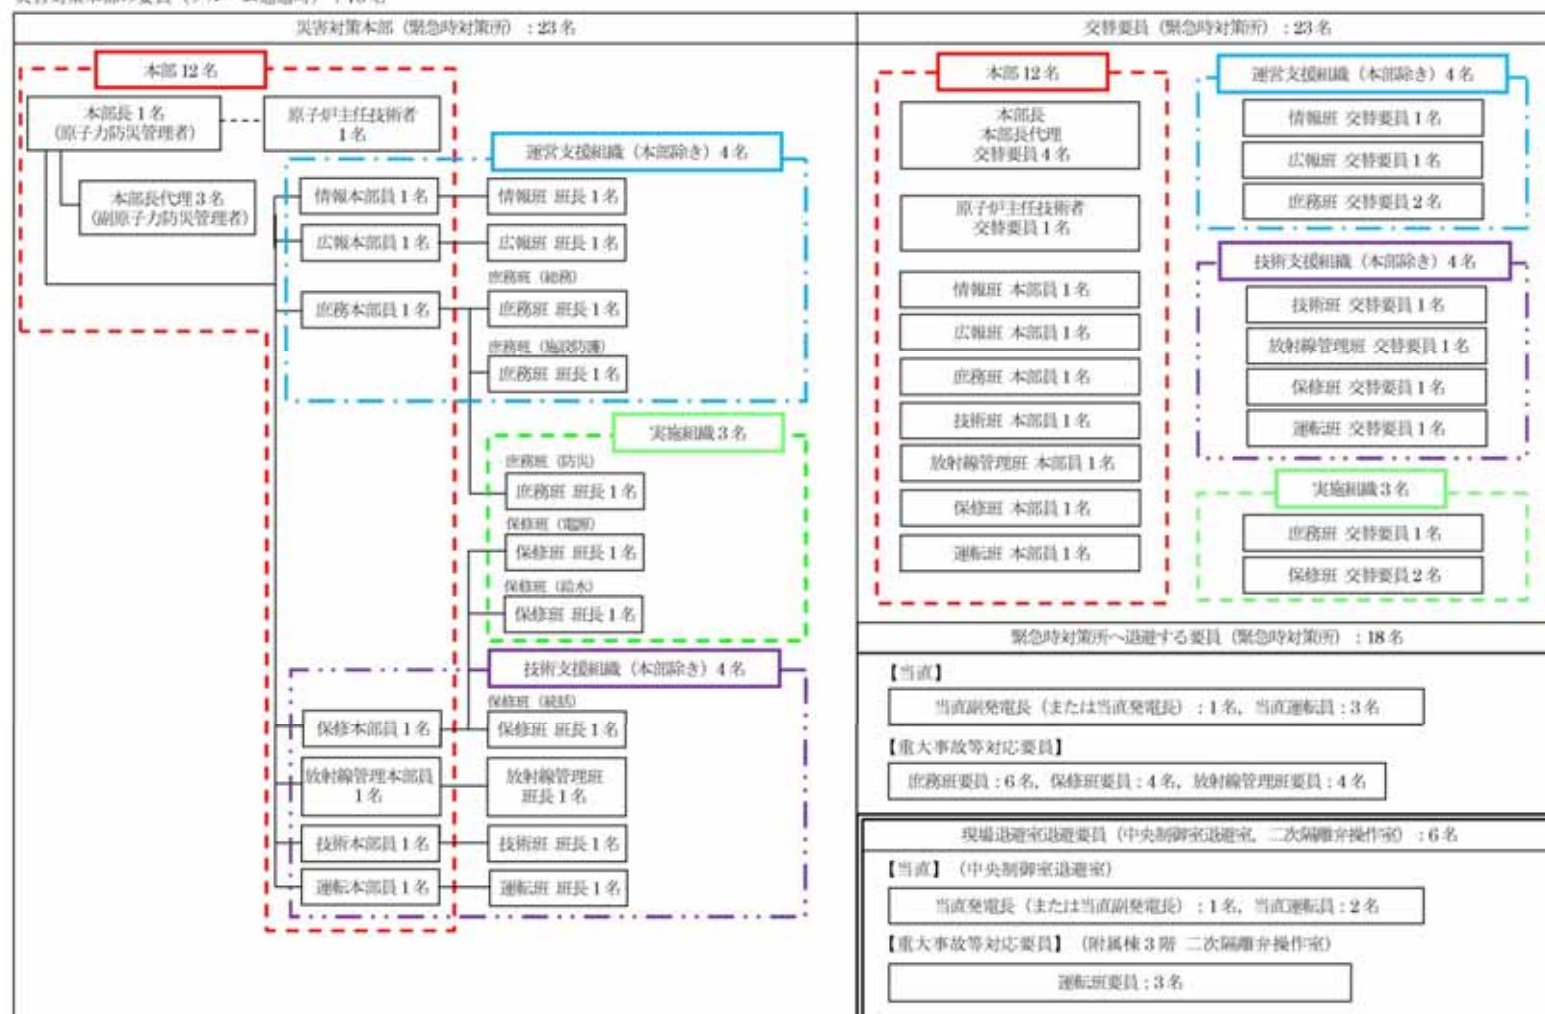 災害対策本部（緊急時対策所）：23名
本部12名
本部長1名
（原子力防災管理者）
原子炉主任技術者
1名
本部長代理3名
（副原子力防災管理者）
運営支援組織（本部除き）4名
情報本部員1名
情報班 班長1名
広報本部員1名
広報班 班長1名
庶務班（総務）
庶務本部員1名
庶務班 班長1名
庶務班（施設防護）
庶務班 班長1名
実施組織3名
庶務班（防災）
庶務班 班長1名
保修班（電源）
保修班 班長1名
保修班（給水）
保修班 班長1名
技術支援組織（本部除き）4名
保修班（統括）
保修本部員1名
保修班 班長1名
放射線管理本部員
1名
放射線管理班
班長1名
技術本部員1名
技術班 班長1名
運転本部員1名
運転班 班長1名
交替要員（緊急時対策所）：23名
本部12名
本部長
本部長代理
交替要員4名
原子炉主任技術者
交替要員1名
情報班 本部員1名
広報班 本部員1名
庶務班 本部員1名
技術班 本部員1名
放射線管理班 本部員1名
保修班 本部員1名
運転班 本部員1名
運営支援組織（本部除き）4名
情報班 交替要員1名
広報班 交替要員1名
庶務班 交替要員2名
技術支援組織（本部除き）4名
技術班 交替要員1名
放射線管理班 交替要員1名
保修班 交替要員1名
運転班 交替要員1名
実施組織3名
庶務班 交替要員1名
保修班 交替要員2名
緊急時対策所へ退避する要員（緊急時対策所）：18名
【当直】
当直副発電長（または当直発電長）：1名，当直運転員：3名
【重大事故等対応要員】
庶務班要員：6名，保修班要員：4名，放射線管理班要員：4名
現場退避室退避要員（中央制御室退避室，二次隔離弁操作室）：6名
【当直】（中央制御室退避室）
当直発電長（または当直副発電長）：1名，当直運転員：2名
【重大事故等対応要員】（附属棟3階 二次隔離弁操作室）
運転班要員：3名